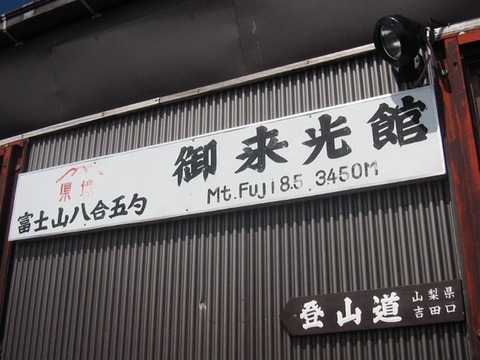 御来光館
県境
富士山八合五勺
Mt.Fuji 8.5 3450M
登山道
山梨県
吉田口